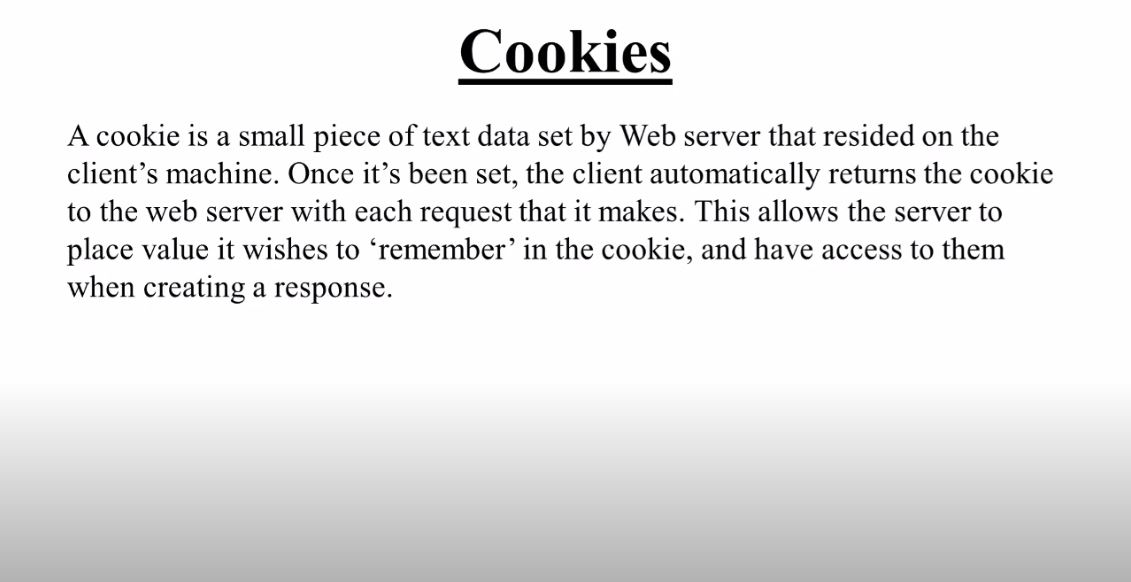 Cookies
A cookie is a small piece of text data set by Web server that resided on the
client’s machine. Once it’s been set, the client automatically returns the cookie
to the web server with each request that it makes. This allows the server to
place value it wishes to ‘remember’ in the cookie, and have access to them
when creating a response.